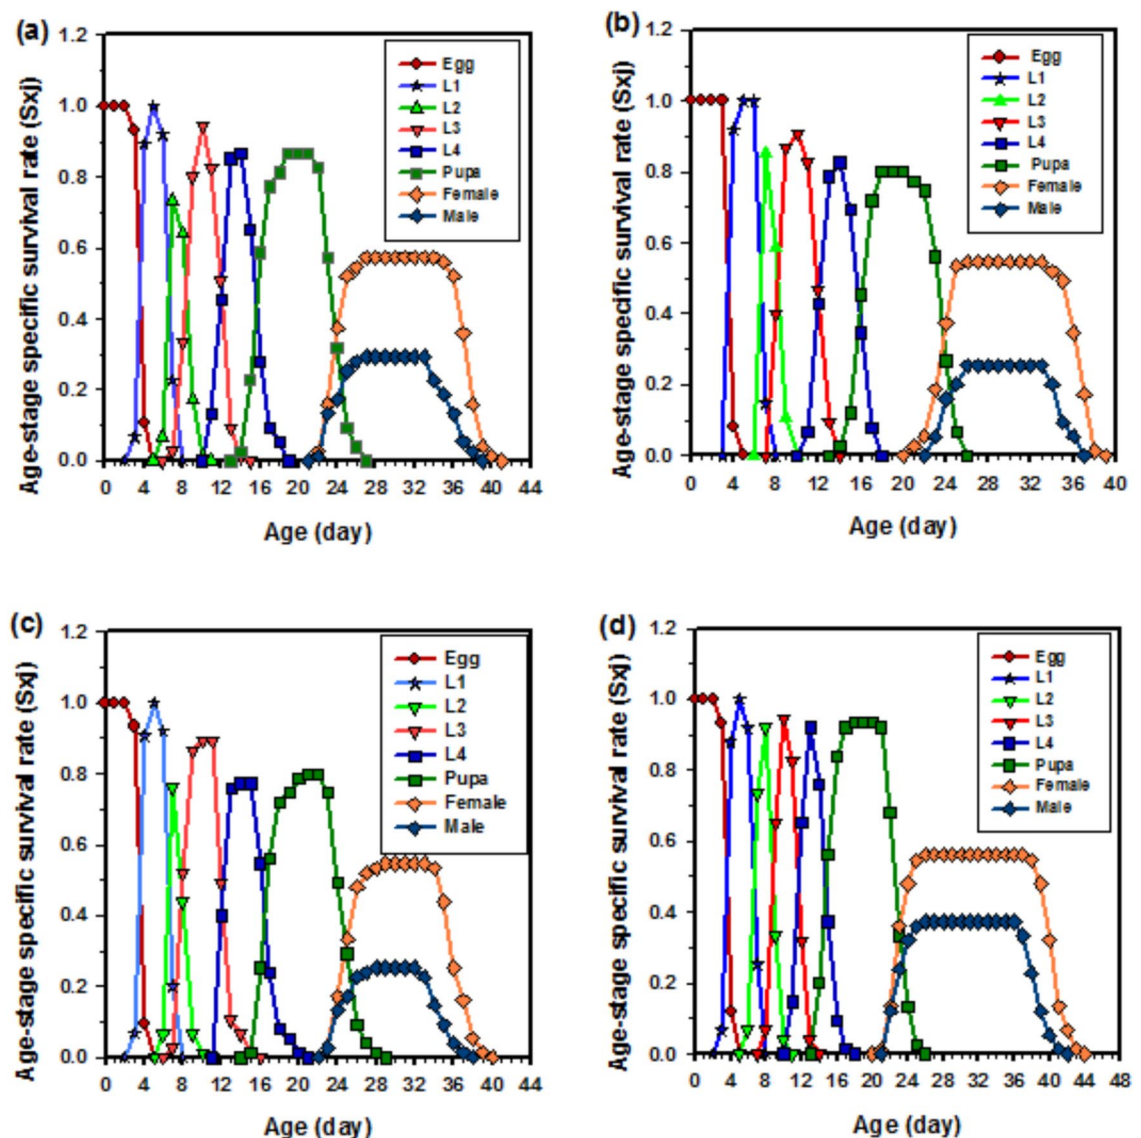 (a)
Age-stage specific survival rate (Sxj)
1.2
1.0
0.8
0.6
0.4
0.2
0.0
Egg
L1
L2
L3
L4
Pupa
Female
Male
0 4 8 12 16 20 24 28 32 36 40 44
Age (day)
(b)
Age-stage specific survival rate (Sxj)
1.2
1.0
0.8
0.6
0.4
0.2
0.0
Egg
L1
L2
L3
L4
Pupa
Female
Male
0 4 8 12 16 20 24 28 32 36 40
Age (day)
(c)
Age-stage specific survival rate (Sxj)
1.2
1.0
0.8
0.6
0.4
0.2
0.0
Egg
L1
L2
L3
L4
Pupa
Female
Male
0 4 8 12 16 20 24 28 32 36 40 44
Age (day)
(d)
Age-stage specific survival rate (Sxj)
1.2
1.0
0.8
0.6
0.4
0.2
0.0
Egg
L1
L2
L3
L4
Pupa
Female
Male
0 4 8 12 16 20 24 28 32 36 40 44 48
Age (day)